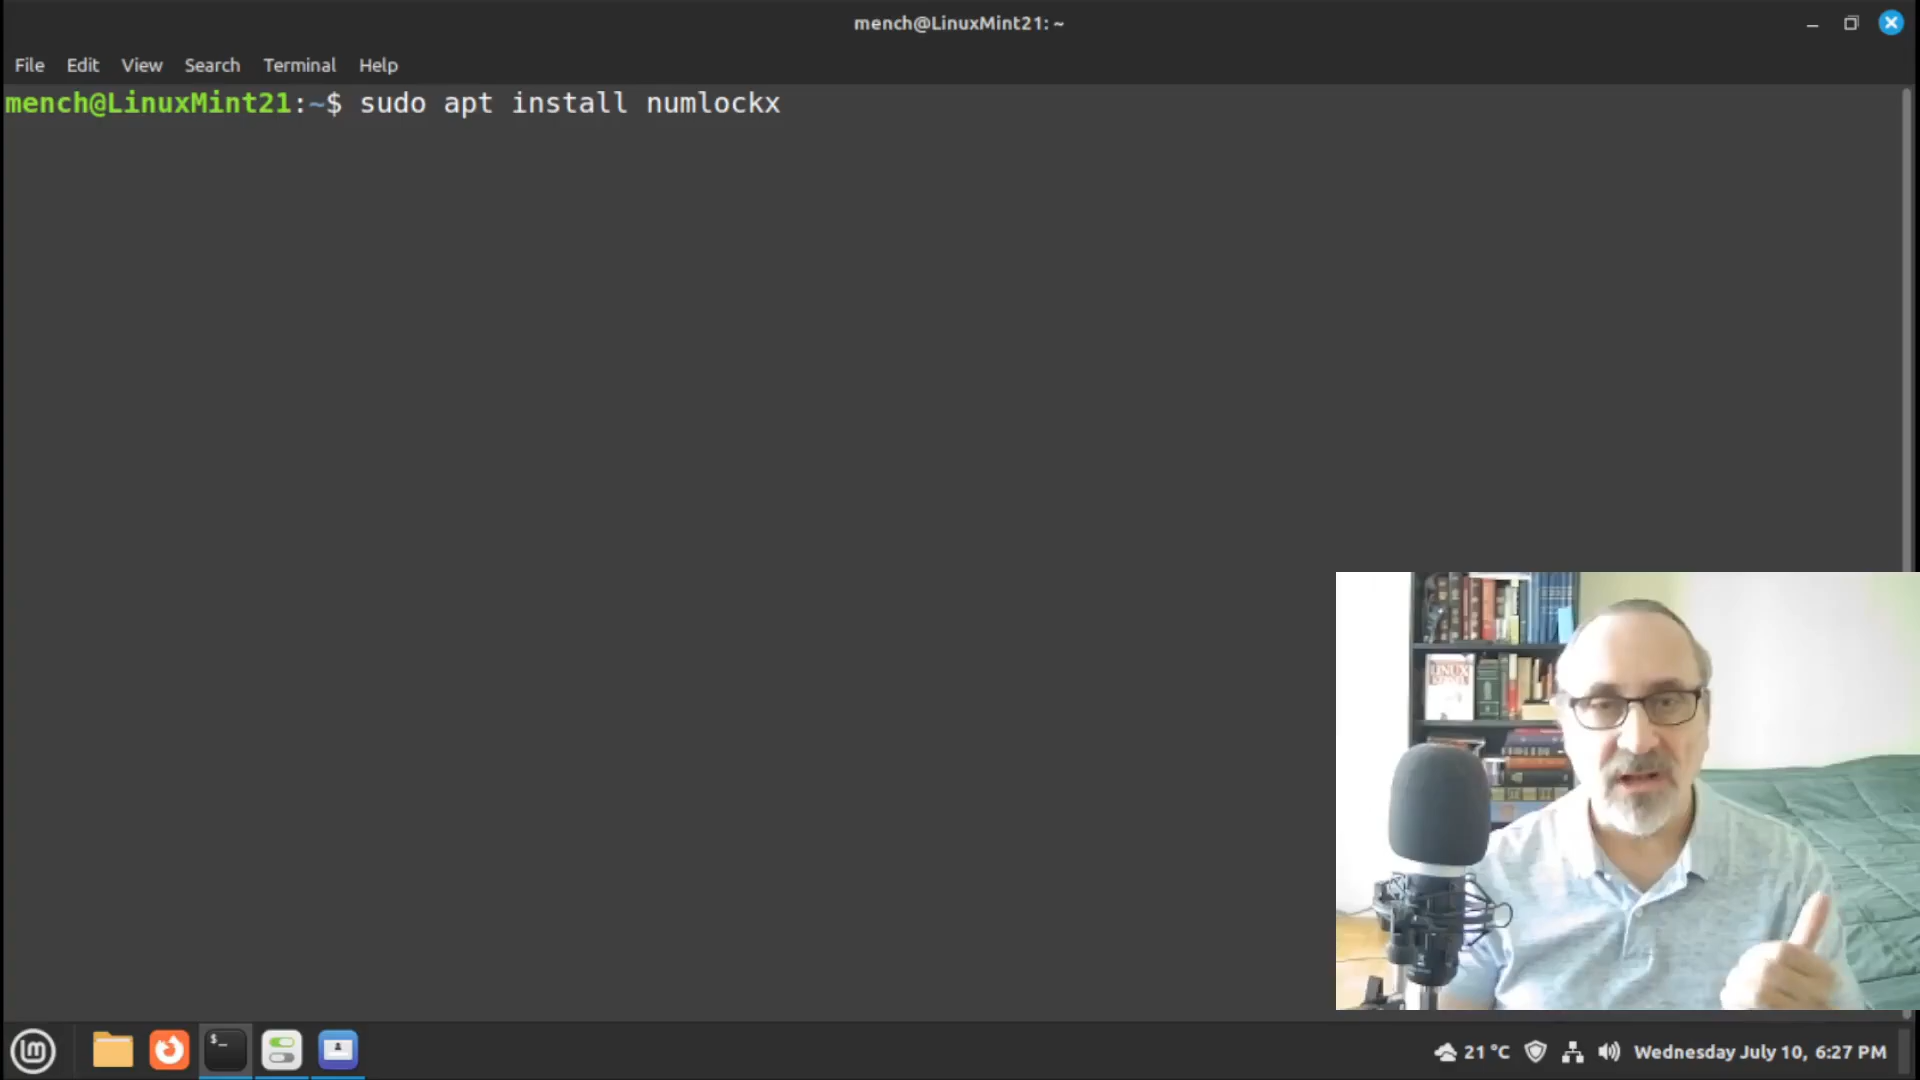 mench@LinuxMint21: ~
File Edit View Search Terminal Help
mench@LinuxMint21:~$ sudo apt install numlockx
LINUX
$_
21 °C
Wednesday July 10, 6:27 PM